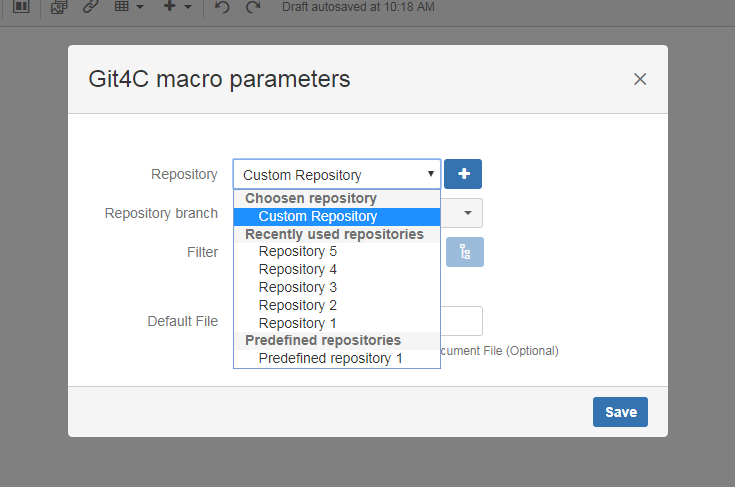 Draft autosaved at 10:18 AM
Git4C macro parameters
Repository
Custom Repository
Choosen repository
Custom Repository
Repository branch
Recently used repositories
Filter
Repository 5
Repository 4
Repository 3
Repository 2
Repository 1
Default File
Predefined repositories
Predefined repository 1
cument File (Optional)
Save